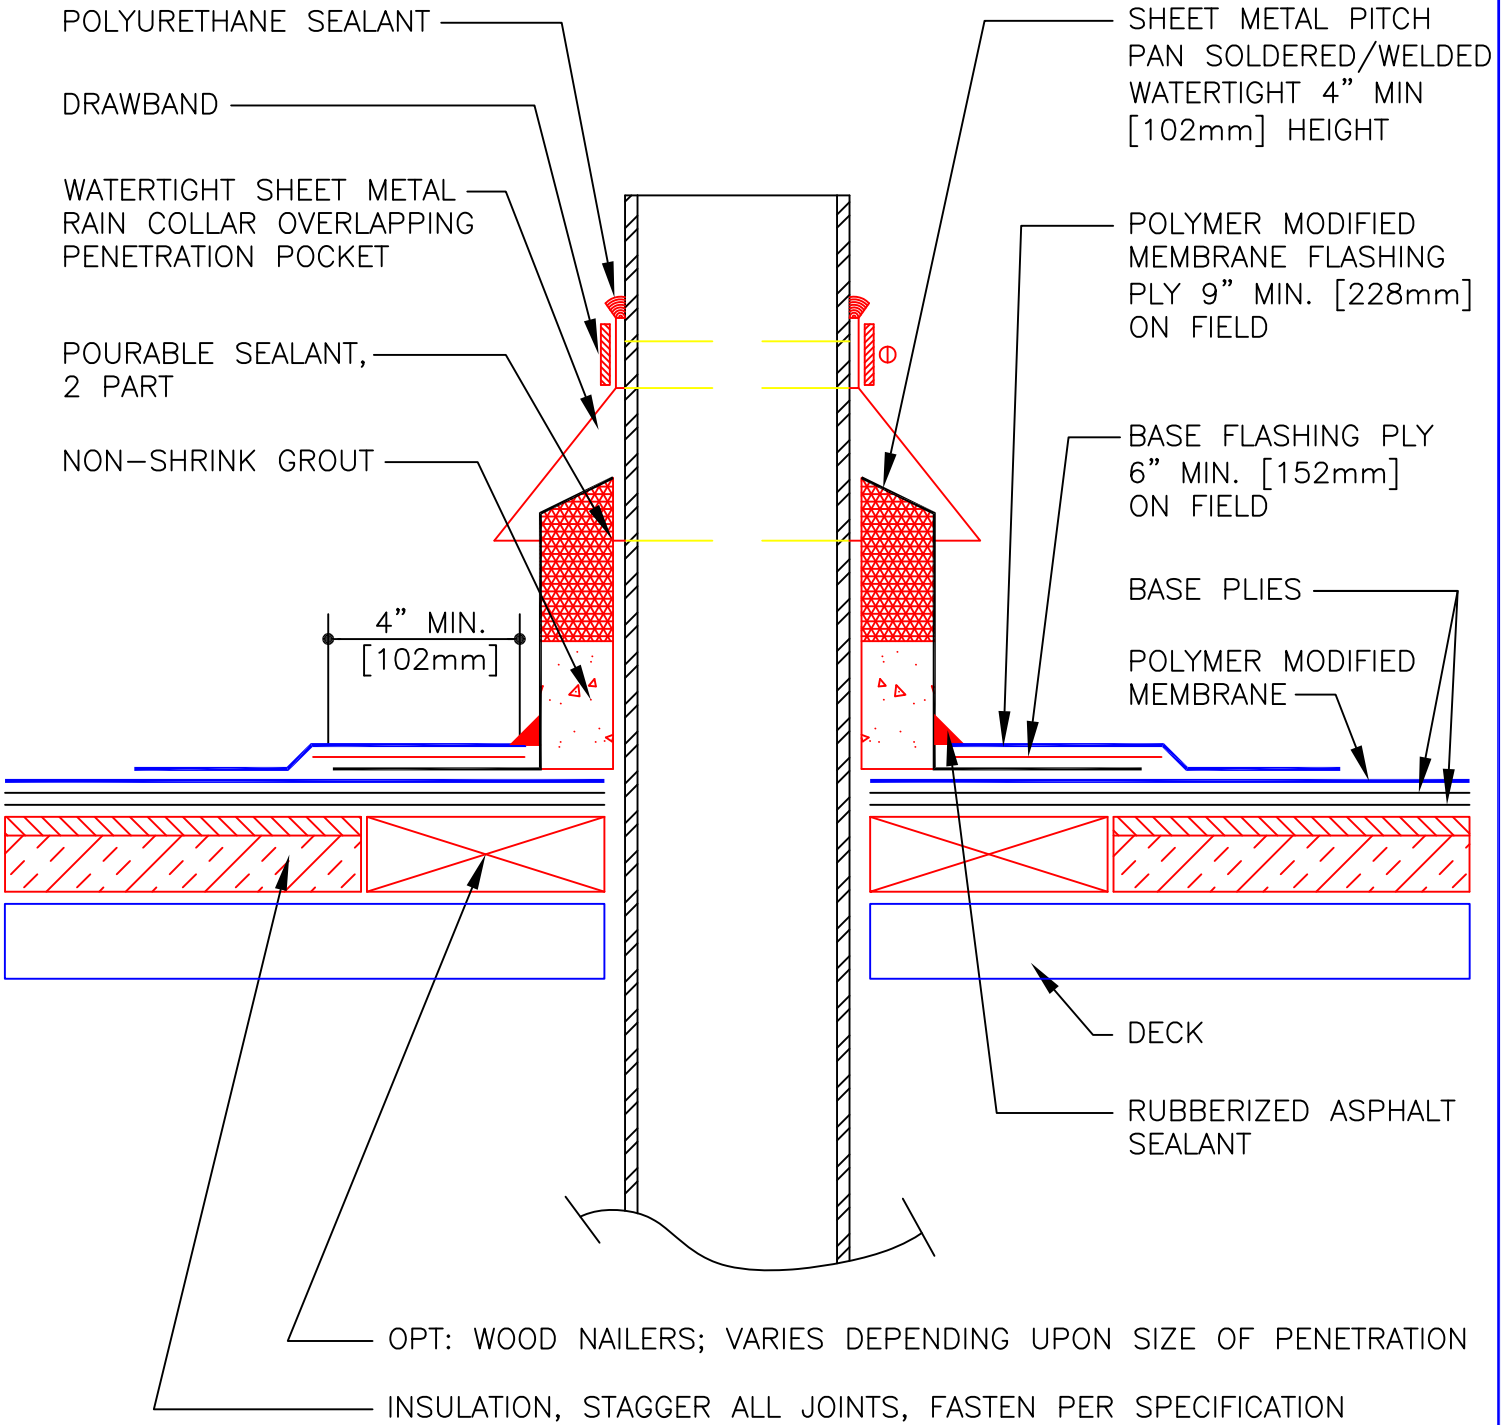 POLYURETHANE SEALANT
DRAWBAND
WATERTIGHT SHEET METAL
RAIN COLLAR OVERLAPPING
PENETRATION POCKET
POURABLE SEALANT,
2 PART
NON-SHRINK GROUT
4" MIN.
[102mm]
SHEET METAL PITCH
PAN SOLDERED/WELDED
WATERTIGHT 4" MIN
[102mm] HEIGHT
POLYMER MODIFIED
MEMBRANE FLASHING
PLY 9" MIN. [228mm]
ON FIELD
BASE FLASHING PLY
6" MIN. [152mm]
ON FIELD
BASE PLIES
POLYMER MODIFIED
MEMBRANE
DECK
RUBBERIZED ASPHALT
SEALANT
OPT: WOOD NAILERS; VARIES DEPENDING UPON SIZE OF PENETRATION
INSULATION, STAGGER ALL JOINTS, FASTEN PER SPECIFICATION